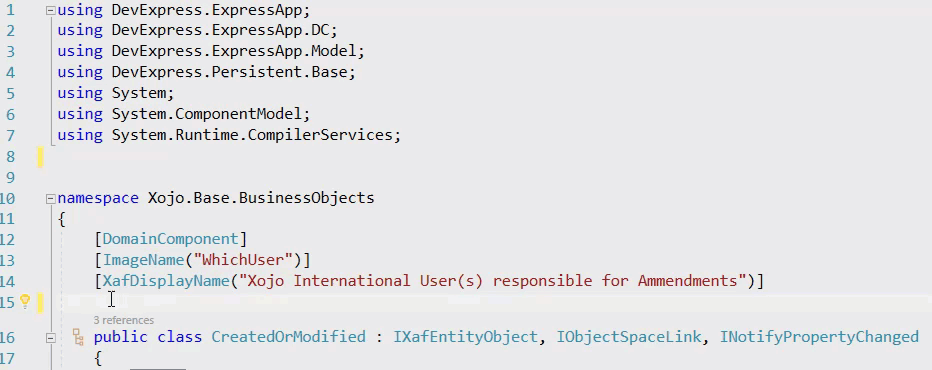 1 using DevExpress.ExpressApp;
2 using DevExpress.ExpressApp.DC;
3 using DevExpress.ExpressApp.Model;
4 using DevExpress.Persistent.Base;
5 using System;
6 using System.ComponentModel;
7 using System.Runtime.CompilerServices;
8
9
10 namespace Xojo.Base.BusinessObjects
11 {
12 [DomainComponent]
13 [ImageName("WhichUser")]
14 [XafDisplayName("Xojo International User(s) responsible for Ammendments")]
15
3 references
16 public class CreatedOrModified : IXafEntityObject, IObjectSpaceLink, INotifyPropertyChanged
17 {